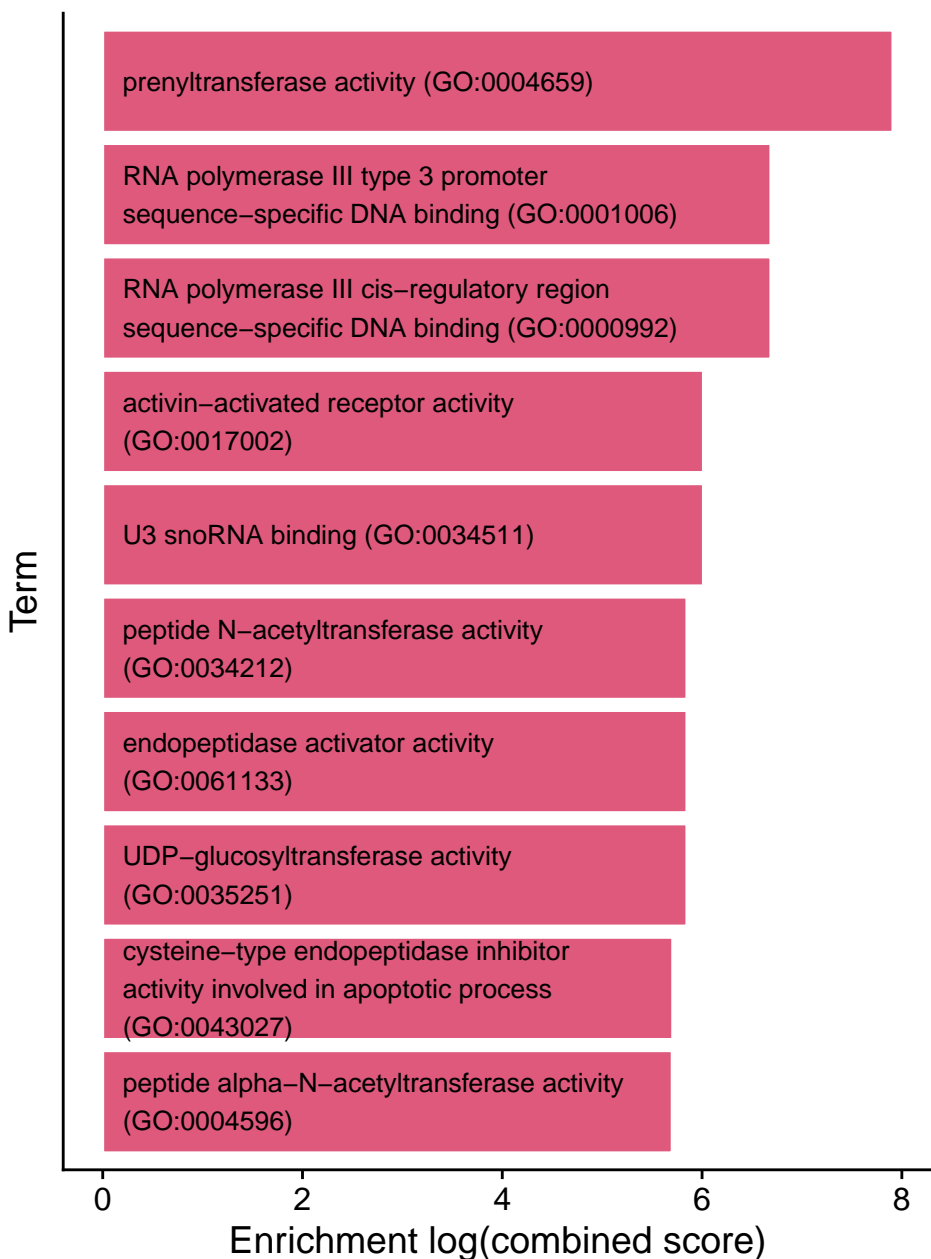 prenyltransferase activity (GO:0004659)
RNA polymerase III type 3 promoter
sequence−specific DNA binding (GO:0001006)
RNA polymerase III cis−regulatory region
sequence−specific DNA binding (GO:0000992)
activin−activated receptor activity
(GO:0017002)
U3 snoRNA binding (GO:0034511)
peptide N−acetyltransferase activity
(GO:0034212)
endopeptidase activator activity
(GO:0061133)
UDP−glucosyltransferase activity
(GO:0035251)
cysteine−type endopeptidase inhibitor
activity involved in apoptotic process
(GO:0043027)
peptide alpha−N−acetyltransferase activity
(GO:0004596)
Term
0 2 4 6 8
Enrichment log(combined score)